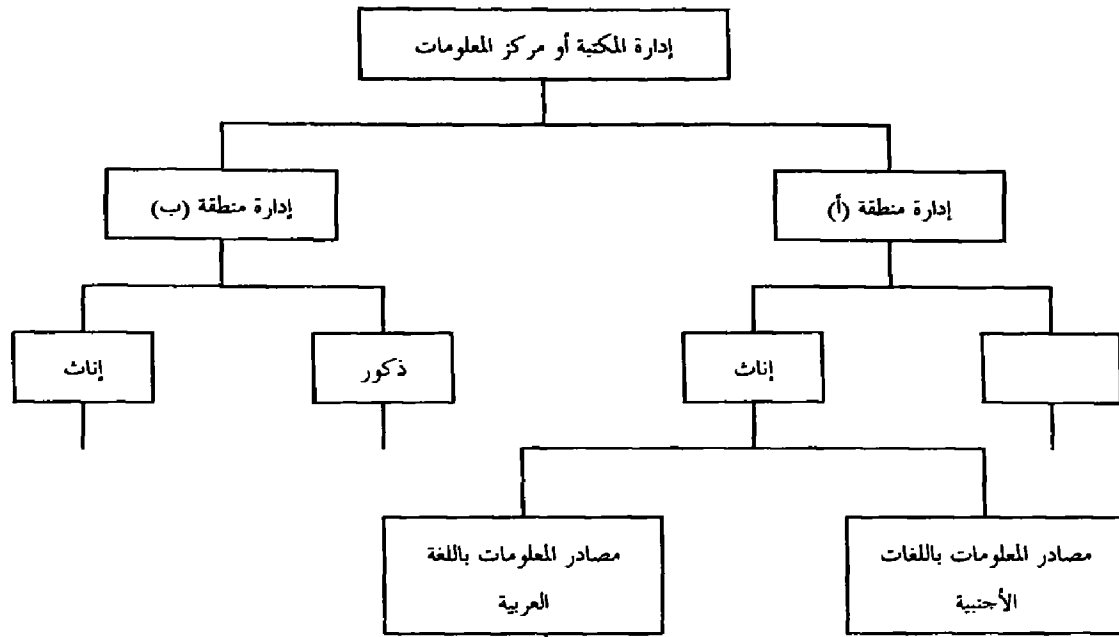 إدارة المكتبة أو مركز المعلومات
إدارة منطقة (أ)
إدارة منطقة (ب)
إناث
ذكور
إناث
مصادر المعلومات باللغات
الأجنبية
مصادر المعلومات باللغة
العربية